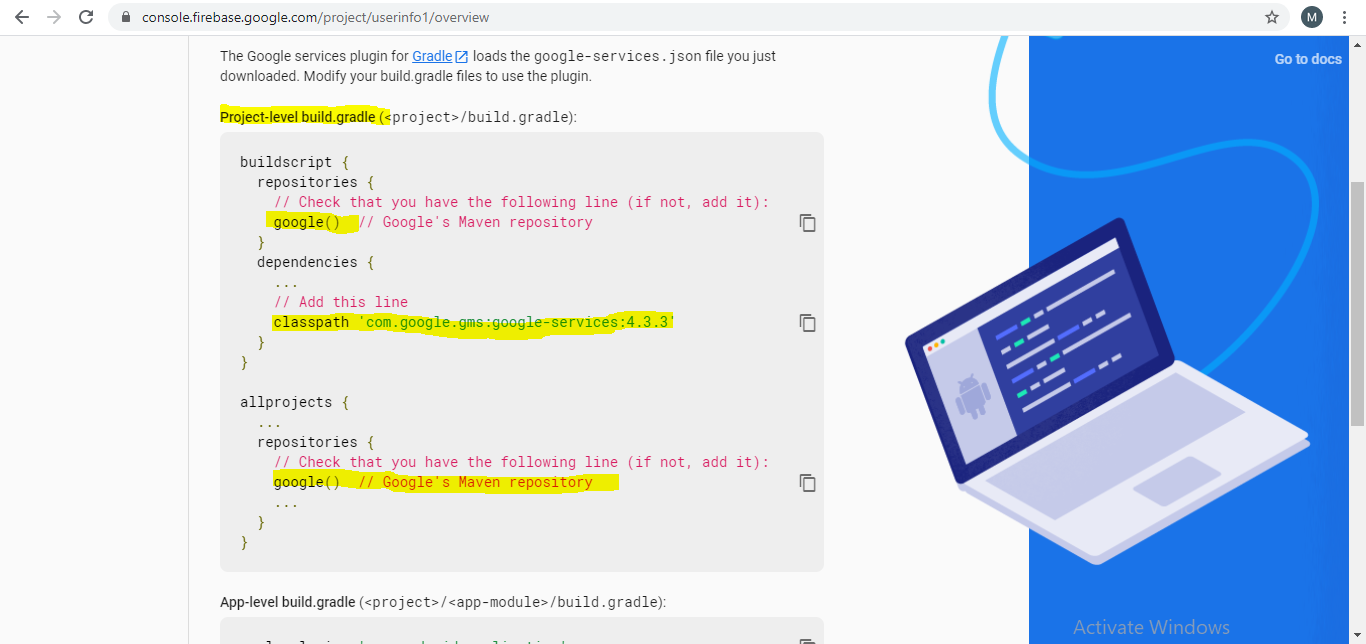 console.firebase.google.com/project/userinfo1/overview
M
The Google services plugin for Gradle loads the google-services.json file you just
downloaded. Modify your build.gradle files to use the plugin.
Go to docs
Project-level build.gradle (<project>/build.gradle):
buildscript {
repositories {
// Check that you have the following line (if not, add it):
google() // Google's Maven repository
}
dependencies {
...
// Add this line
classpath 'com.google.gms:google-services:4.3.3'
}
}
allprojects {
...
repositories {
// Check that you have the following line (if not, add it):
google() // Google's Maven repository
...
}
}
App-level build.gradle (<project>/<app-module>/build.gradle):
Activate Windows